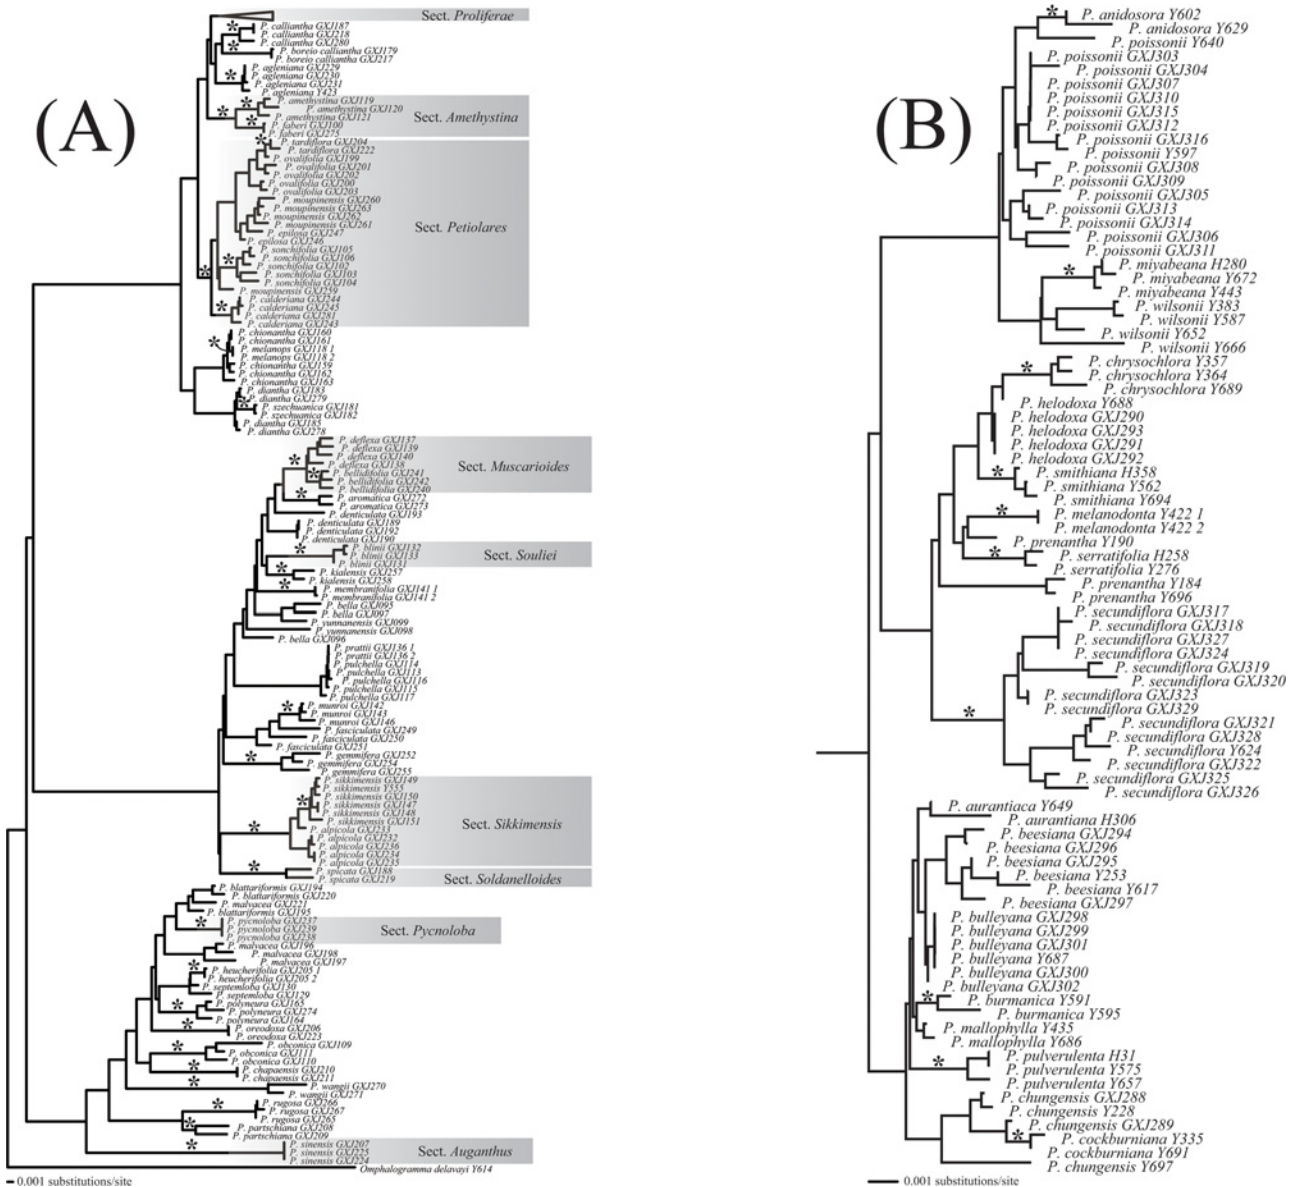 (A)
Sect. Proliferae
P. calliantha GXJ187
P. calliantha GXJ218
P. calliantha GXJ280
P. boreio calliantha GXJ179
P. boreio calliantha GXJ217
P. agleniana GXJ229
P. agleniana GXJ230
P. agleniana GXJ231
P. agleniana Y423
P. amethystina GXJ119
P. amethystina GXJ120
P. amethystina GXJ121
P. faberi GXJ100
P. faberi GXJ275
Sect. Amethystina
P. tardiflora GXJ204
P. tardiflora GXJ222
P. ovalifolia GXJ199
P. ovalifolia GXJ201
P. ovalifolia GXJ202
P. ovalifolia GXJ200
P. ovalifolia GXJ203
P. moupinensis GXJ260
P. moupinensis GXJ263
P. moupinensis GXJ262
P. moupinensis GXJ261
P. epilosa GXJ247
P. epilosa GXJ246
P. sonchifolia GXJ105
P. sonchifolia GXJ106
P. sonchifolia GXJ102
P. sonchifolia GXJ103
P. sonchifolia GXJ104
P. moupinensis GXJ259
P. calderiana GXJ244
P. calderiana GXJ245
P. calderiana GXJ281
P. calderiana GXJ243
Sect. Petiolares
P. chionantha GXJ160
P. chionantha GXJ161
P. melanops GXJ118 1
P. melanops GXJ118 2
P. chionantha GXJ159
P. chionantha GXJ162
P. chionantha GXJ163
P. diantha GXJ183
P. diantha GXJ279
P. szechuanica GXJ181
P. szechuanica GXJ182
P. diantha GXJ185
P. diantha GXJ278
P. deflexa GXJ137
P. deflexa GXJ139
P. deflexa GXJ140
P. deflexa GXJ138
P. bellidifolia GXJ241
P. bellidifolia GXJ242
P. bellidifolia GXJ240
Sect. Muscarioides
P. aromatica GXJ272
P. aromatica GXJ273
P. denticulata GXJ193
P. denticulata GXJ189
P. denticulata GXJ192
P. denticulata GXJ190
P. blinii GXJ132
P. blinii GXJ133
P. blinii GXJ131
Sect. Souliei
P. kialensis GXJ257
P. kialensis GXJ258
P. membranifolia GXJ141 1
P. membranifolia GXJ141 2
P. bella GXJ095
P. bella GXJ097
P. yunnanensis GXJ099
P. yunnanensis GXJ098
P. bella GXJ096
P. prattii GXJ136 1
P. prattii GXJ136 2
P. pulchella GXJ114
P. pulchella GXJ113
P. pulchella GXJ116
P. pulchella GXJ115
P. pulchella GXJ117
P. munroi GXJ142
P. munroi GXJ143
P. munroi GXJ146
P. fasciculata GXJ249
P. fasciculata GXJ250
P. fasciculata GXJ251
P. gemmifera GXJ252
P. gemmifera GXJ254
P. gemmifera GXJ255
P. sikkimensis GXJ149
P. sikkimensis Y555
P. sikkimensis GXJ150
P. sikkimensis GXJ147
P. sikkimensis GXJ148
P. sikkimensis GXJ151
P. alpicola GXJ233
P. alpicola GXJ232
P. alpicola GXJ236
P. alpicola GXJ234
P. alpicola GXJ235
Sect. Sikkimensis
P. spicata GXJ188
P. spicata GXJ219
Sect. Soldanelloides
P. blattariformis GXJ194
P. blattariformis GXJ220
P. malvacea GXJ221
P. blattariformis GXJ195
P. pycnoloba GXJ237
P. pycnoloba GXJ239
P. pycnoloba GXJ238
Sect. Pycnoloba
P. malvacea GXJ196
P. malvacea GXJ198
P. malvacea GXJ197
P. heucherifolia GXJ205 1
P. heucherifolia GXJ205 2
P. septemloba GXJ130
P. septemloba GXJ129
P. polyneura GXJ165
P. polyneura GXJ274
P. polyneura GXJ164
P. oreodoxa GXJ206
P. oreodoxa GXJ223
P. obconica GXJ109
P. obconica GXJ111
P. obconica GXJ110
P. chapaensis GXJ210
P. chapaensis GXJ211
P. wangii GXJ270
P. wangii GXJ271
P. rugosa GXJ266
P. rugosa GXJ267
P. rugosa GXJ265
P. partschiana GXJ208
P. partschiana GXJ209
P. sinensis GXJ207
P. sinensis GXJ225
P. sinensis GXJ224
Sect. Auganthus
Omphalogramma delavayi Y614
0.001 substitutions/site
(B)
P. anidosora Y602
P. anidosora Y629
P. poissonii Y640
P. poissonii GXJ303
P. poissonii GXJ304
P. poissonii GXJ307
P. poissonii GXJ310
P. poissonii GXJ315
P. poissonii GXJ312
P. poissonii GXJ316
P. poissonii Y597
P. poissonii GXJ308
P. poissonii GXJ309
P. poissonii GXJ305
P. poissonii GXJ313
P. poissonii GXJ314
P. poissonii GXJ306
P. poissonii GXJ311
P. miyabeana H280
P. miyabeana Y672
P. miyabeana Y443
P. wilsonii Y383
P. wilsonii Y587
P. wilsonii Y652
P. wilsonii Y666
P. chrysochlora Y357
P. chrysochlora Y364
P. chrysochlora Y689
P. helodoxa Y688
P. helodoxa GXJ290
P. helodoxa GXJ293
P. helodoxa GXJ291
P. helodoxa GXJ292
P. smithiana H358
P. smithiana Y562
P. smithiana Y694
P. melanodonta Y422 1
P. melanodonta Y422 2
P. prenantha Y190
P. serratifolia H258
P. serratifolia Y276
P. prenantha Y184
P. prenantha Y696
P. secundiflora GXJ317
P. secundiflora GXJ318
P. secundiflora GXJ327
P. secundiflora GXJ324
P. secundiflora GXJ319
P. secundiflora GXJ320
P. secundiflora GXJ323
P. secundiflora GXJ329
P. secundiflora GXJ321
P. secundiflora GXJ328
P. secundiflora Y624
P. secundiflora GXJ322
P. secundiflora GXJ325
P. secundiflora GXJ326
P. aurantiaca Y649
P. aurantiana H306
P. beesiana GXJ294
P. beesiana GXJ296
P. beesiana GXJ295
P. beesiana Y253
P. beesiana Y617
P. beesiana GXJ297
P. bulleyana GXJ298
P. bulleyana GXJ299
P. bulleyana GXJ301
P. bulleyana Y687
P. bulleyana GXJ300
P. bulleyana GXJ302
P. burmanica Y591
P. burmanica Y595
P. mallophylla Y435
P. mallophylla Y686
P. pulverulenta H31
P. pulverulenta Y575
P. pulverulenta Y657
P. chungensis GXJ288
P. chungensis Y228
P. chungensis GXJ289
P. cockburniana Y335
P. cockburniana Y691
P. chungensis Y697
0.001 substitutions/site